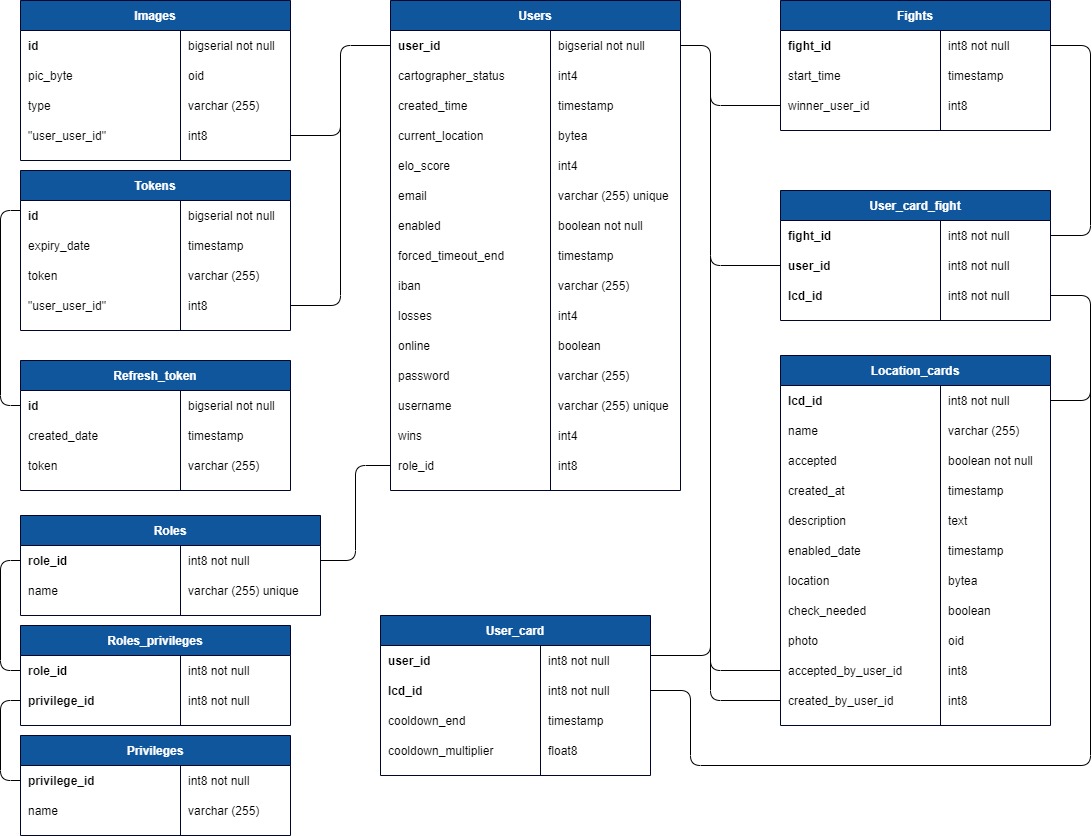 Images
id bigserial not null
pic_byte oid
type varchar (255)
"user_user_id" int8
Tokens
id bigserial not null
expiry_date timestamp
token varchar (255)
"user_user_id" int8
Refresh_token
id bigserial not null
created_date timestamp
token varchar (255)
Roles
role_id int8 not null
name varchar (255) unique
Roles_privileges
role_id int8 not null
privilege_id int8 not null
Privileges
privilege_id int8 not null
name varchar (255)
Users
user_id bigserial not null
cartographer_status int4
created_time timestamp
current_location bytea
elo_score int4
email varchar (255) unique
enabled boolean not null
forced_timeout_end timestamp
iban varchar (255)
losses int4
online boolean
password varchar (255)
username varchar (255) unique
wins int4
role_id int8
User_card
user_id int8 not null
lcd_id int8 not null
cooldown_end timestamp
cooldown_multiplier float8
Fights
fight_id int8 not null
start_time timestamp
winner_user_id int8
User_card_fight
fight_id int8 not null
user_id int8 not null
lcd_id int8 not null
Location_cards
lcd_id int8 not null
name varchar (255)
accepted boolean not null
created_at timestamp
description text
enabled_date timestamp
location bytea
check_needed boolean
photo oid
accepted_by_user_id int8
created_by_user_id int8